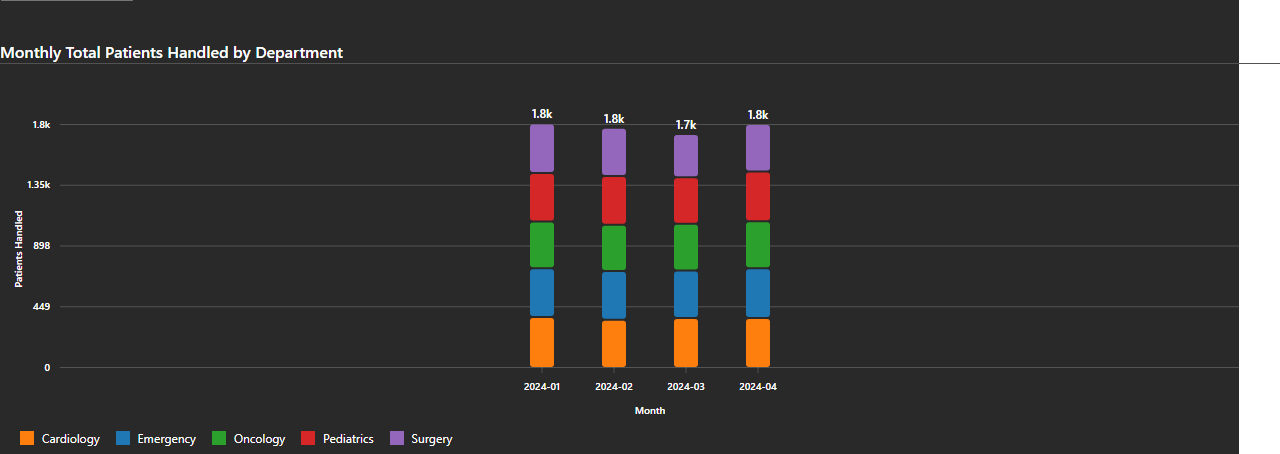 Monthly Total Patients Handled by Department
1.8k
1.8k
1.7k
1.8k
1.8k
1.35k
898
449
0
Patients Handled
2024-01
2024-02
2024-03
2024-04
Month
Cardiology
Emergency
Oncology
Pediatrics
Surgery